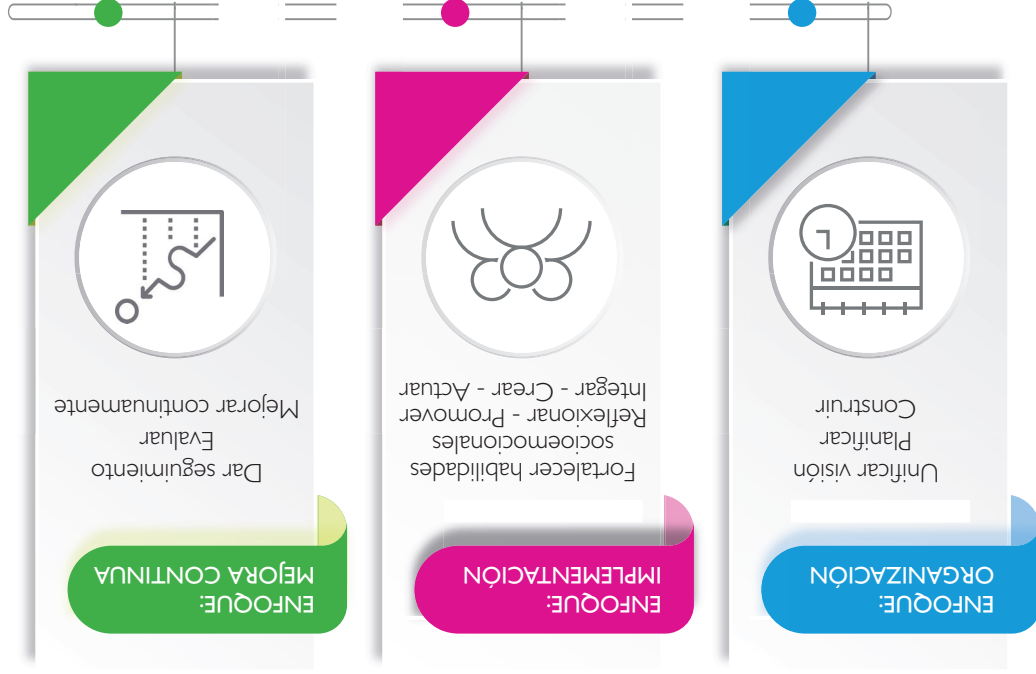 ENFOQUE:
ORGANIZACIÓN
Unificar visión
Planificar
Construir
ENFOQUE:
IMPLEMENTACIÓN
Fortalecer habilidades
socioemocionales
Reflexionar - Promover
Integar - Crear - Actuar
ENFOQUE:
MEJORA CONTINUA
Dar seguimiento
Evaluar
Mejorar continuamente